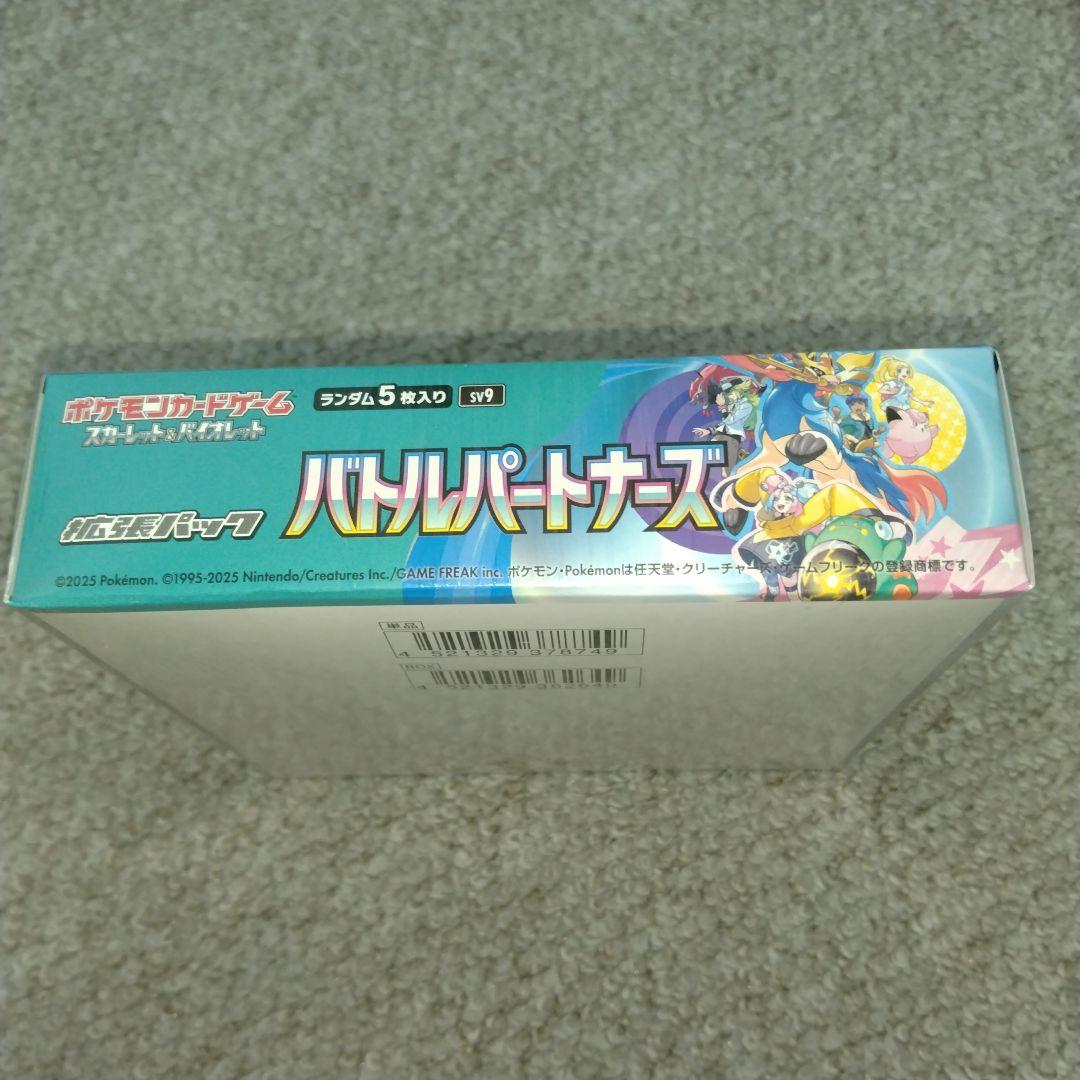 ポケモンカードゲーム
スカーレット&バイオレット
ランダム5枚入り SV9
拡張パック バトルパートナーズ
©2025 Pokémon. ©1995-2025 Nintendo/Creatures Inc./GAME FREAK inc. ポケモン・Pokémonは任天堂・クリーチャーズ・ゲームフリークの登録商標です。
単品
4 521329 378749
BOX